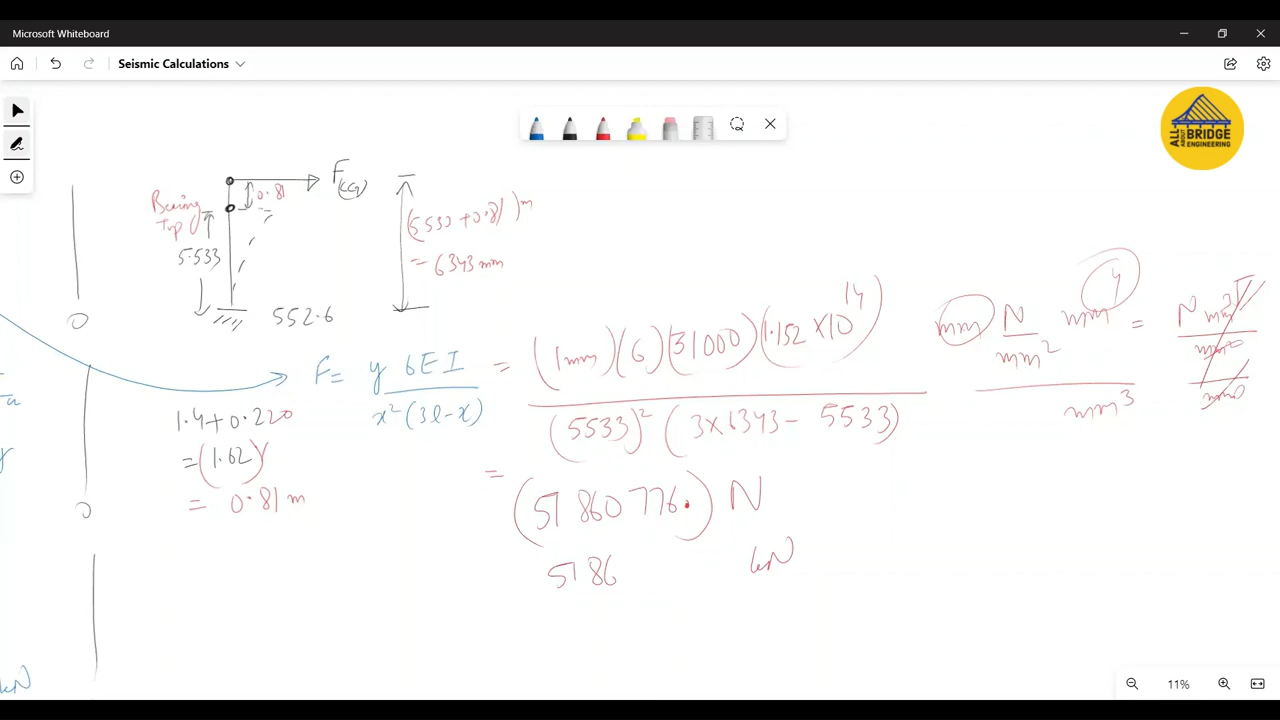 Microsoft Whiteboard
Seismic Calculations
ALL ABOUT BRIDGE ENGINEERING
F(CG)
0.81
Bearing Top
5.533
552.6
(5533 + 0.81)m
= 6343 mm
F = y 6EI / x²(3l-x)
= (1mm)(6)(31000)(1.152 × 10^14) / (5533)² (3×6343 - 5533)
mm N/mm² mm⁴ / mm³ = N
1.4 + 0.220
= (1.62)
= 0.81 m
= (51860776.) N
5186 kN
kN
11%